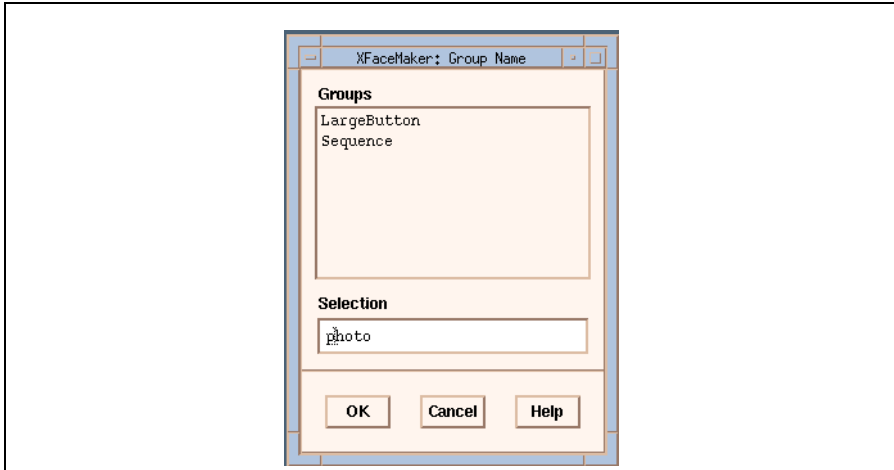 XFaceMaker: Group Name
Groups
LargeButton
Sequence
Selection
photo
OK Cancel Help